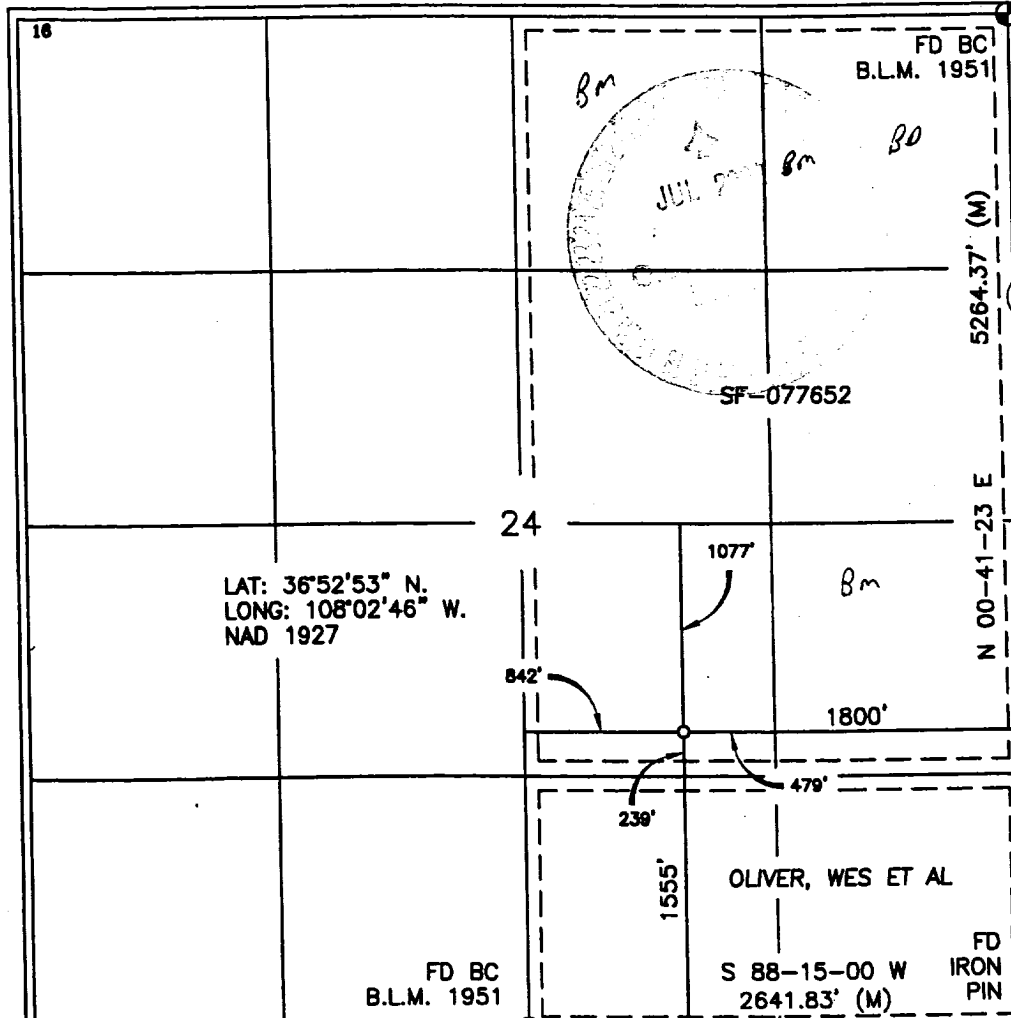 16
FD BC
B.L.M. 1951
Bm
BD
Bm
JUL
5264.37' (M)
SF-077652
N 00-41-23 E
24
1077'
Bm
LAT: 36°52'53" N.
LONG: 108°02'46" W.
NAD 1927
842'
1800'
479'
239'
1555'
OLIVER, WES ET AL
FD BC
B.L.M. 1951
S 88-15-00 W
2641.83' (M)
FD
IRON
PIN